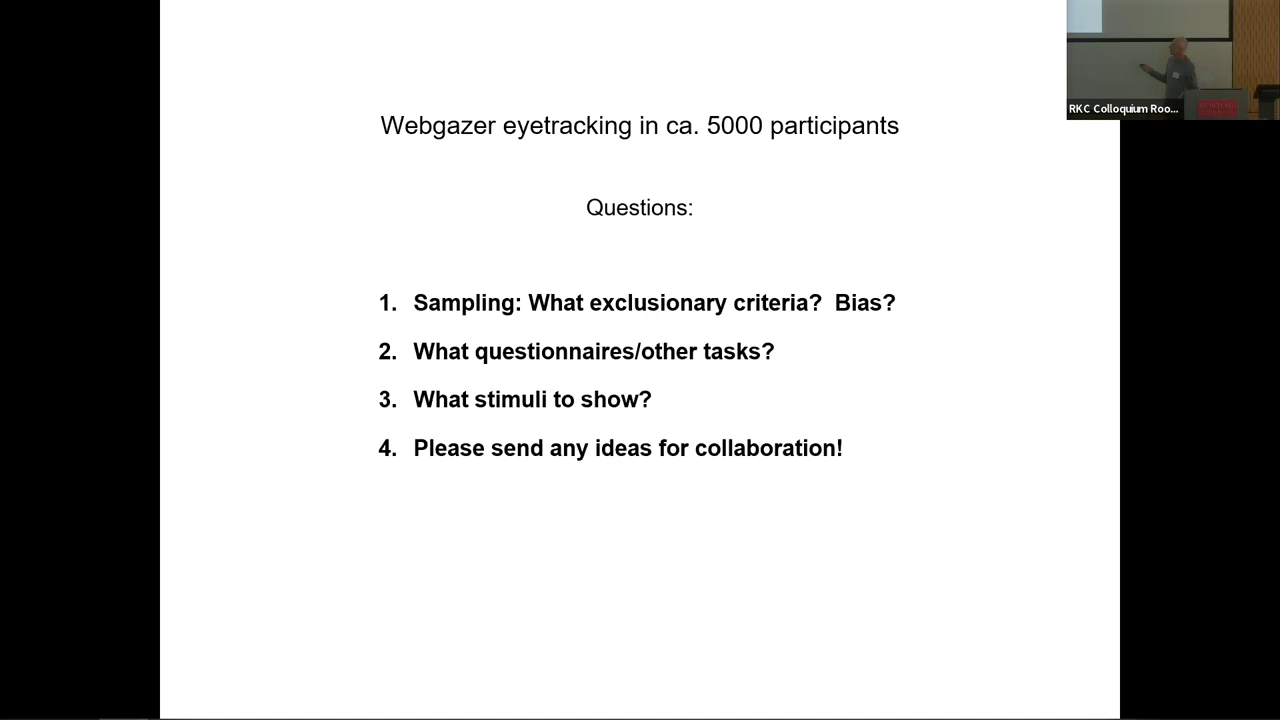 Webgazer eyetracking in ca. 5000 participants
RKC Colloquium Roo...
Questions:
1. Sampling: What exclusionary criteria?  Bias?
2. What questionnaires/other tasks?
3. What stimuli to show?
4. Please send any ideas for collaboration!